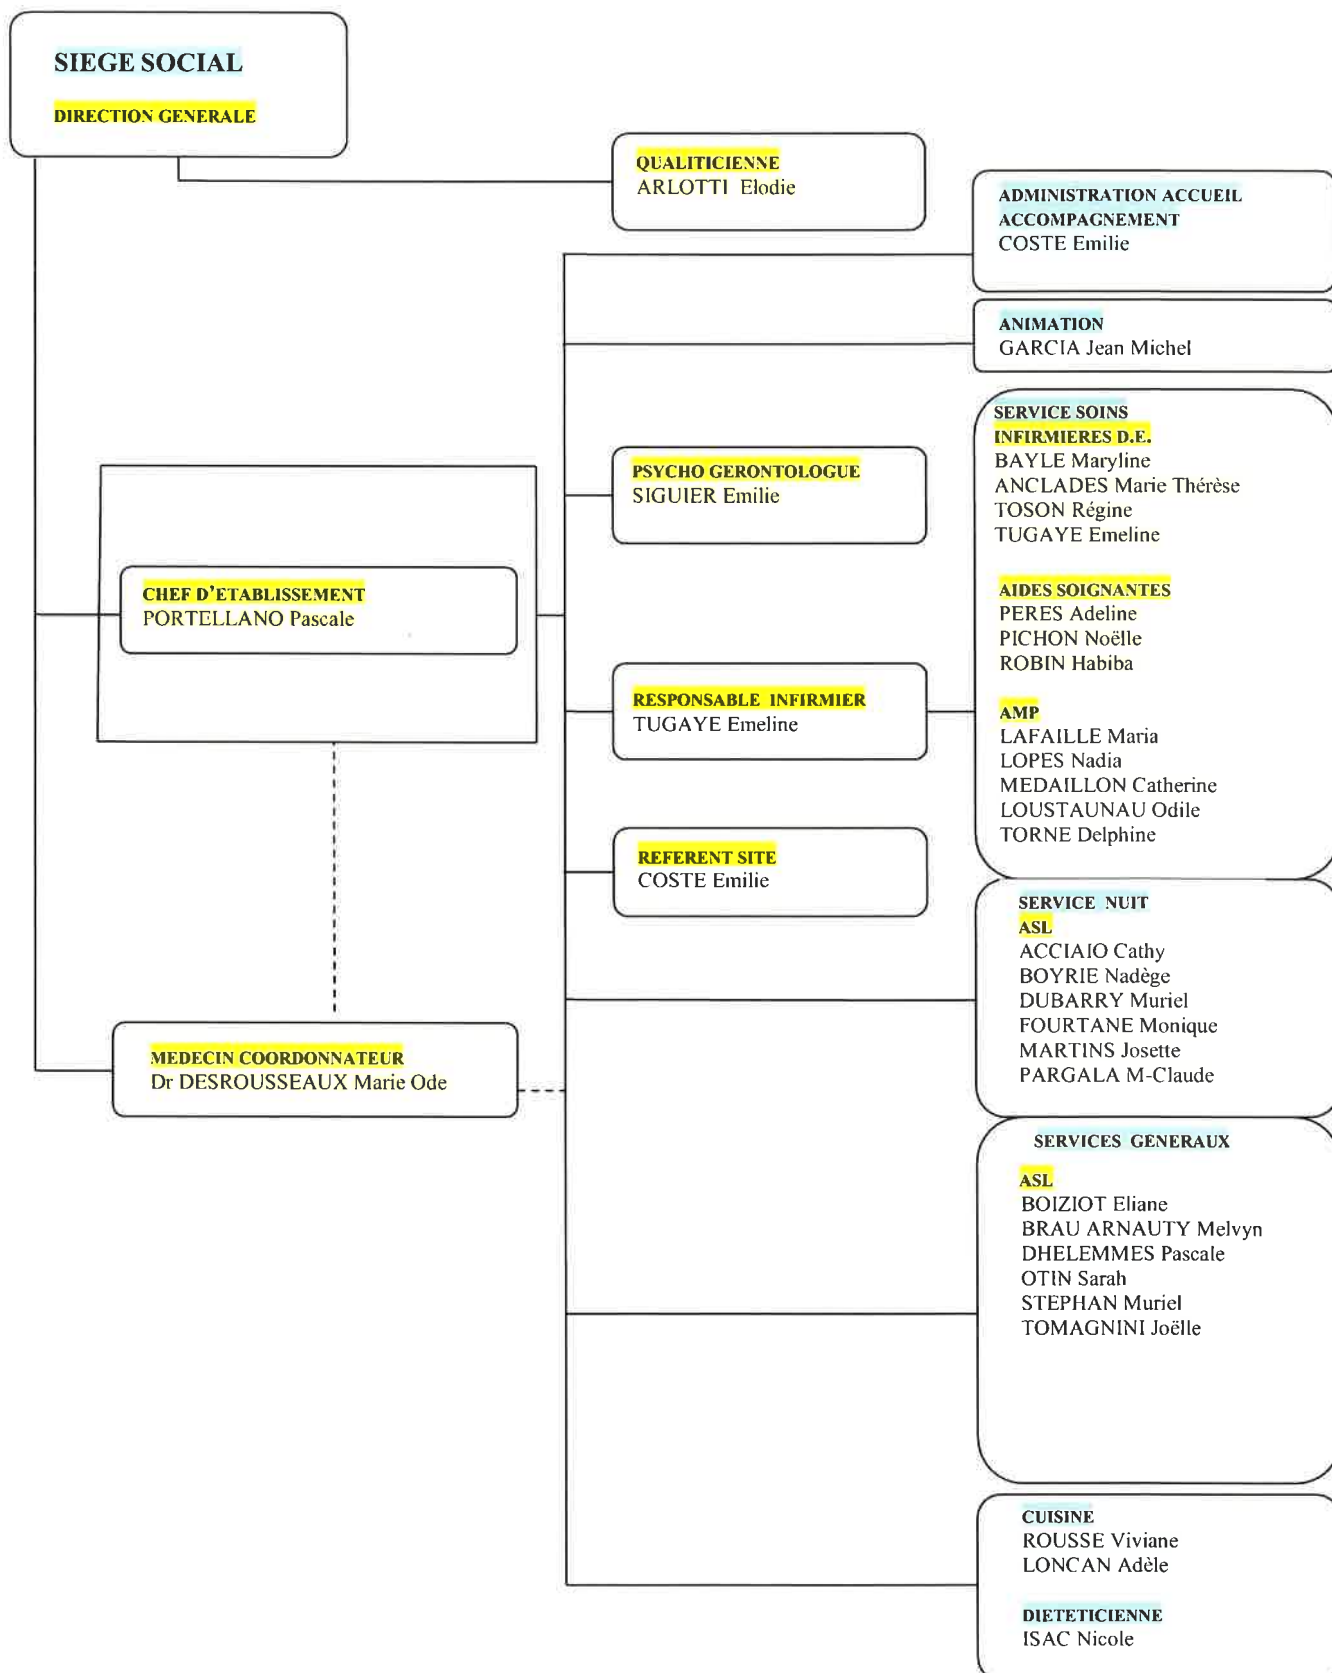 SIEGE SOCIAL
DIRECTION GENERALE
QUALITICIENNE
ARLOTTI Elodie
ADMINISTRATION ACCUEIL
ACCOMPAGNEMENT
COSTE Emilie
ANIMATION
GARCIA Jean Michel
SERVICE SOINS
INFIRMIERES D.E.
BAYLE Maryline
ANCLADES Marie Thérèse
TOSON Régine
TUGAYE Emeline
AIDES SOIGNANTES
PERES Adeline
PICHON Noëlle
ROBIN Habiba
AMP
LAFAILLE Maria
LOPES Nadia
MEDAILLON Catherine
LOUSTAUNAU Odile
TORNE Delphine
PSYCHO GERONTOLOGUE
SIGUIER Emilie
CHEF D'ETABLISSEMENT
PORTELLANO Pascale
RESPONSABLE INFIRMIER
TUGAYE Emeline
REFERENT SITE
COSTE Emilie
SERVICE NUIT
ASL
ACCIAIO Cathy
BOYRIE Nadège
DUBARRY Muriel
FOURTANE Monique
MARTINS Josette
PARGALA M-Claude
MEDECIN COORDONNATEUR
Dr DESROUSSEAUX Marie Ode
SERVICES GENERAUX
ASL
BOIZIOT Eliane
BRAU ARNAUTY Melvyn
DHELEMMES Pascale
OTIN Sarah
STEPHAN Muriel
TOMAGNINI Joëlle
CUISINE
ROUSSE Viviane
LONCAN Adèle
DIETETICIENNE
ISAC Nicole